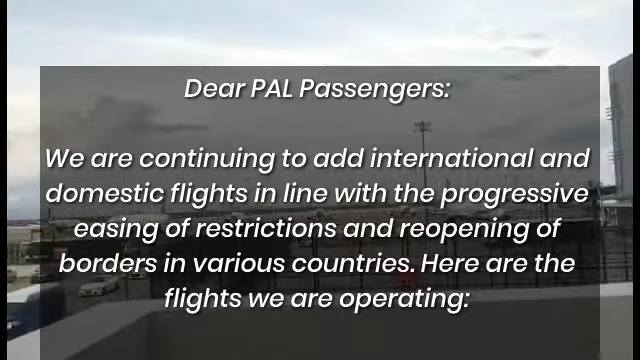 Dear PAL Passengers:
We are continuing to add international and
domestic flights in line with the progressive
easing of restrictions and reopening of
borders in various countries. Here are the
flights we are operating: